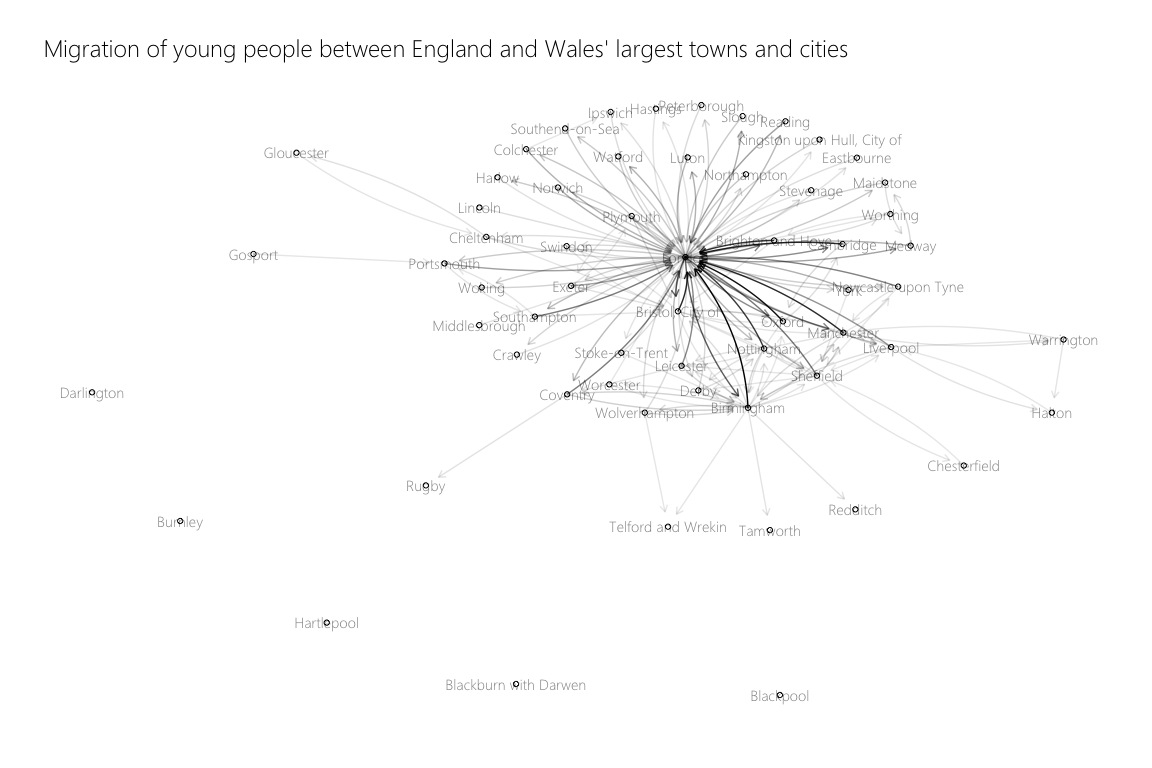 Migration of young people between England and Wales' largest towns and cities
Peterborough
Hastings
Ipswich
Slough
Reading
Southend-on-Sea
Kingston upon Hull, City of
Colchester
Gloucester
Watford
Luton
Eastbourne
Northampton
Harlow
Norwich
Stevenage
Maidstone
Lincoln
Plymouth
Worthing
Cheltenham
Swindon
Brighton and Hove
Cambridge
Medway
Gosport
Portsmouth
Woking
Exeter
York
Newcastle upon Tyne
Bristol, City of
Southampton
Oxford
Middlesbrough
Manchester
Warrington
Crawley
Stoke-on-Trent
Nottingham
Liverpool
Leicester
Sheffield
Worcester
Derby
Darlington
Coventry
Wolverhampton
Birmingham
Halton
Chesterfield
Rugby
Redditch
Burnley
Telford and Wrekin
Tamworth
Hartlepool
Blackburn with Darwen
Blackpool